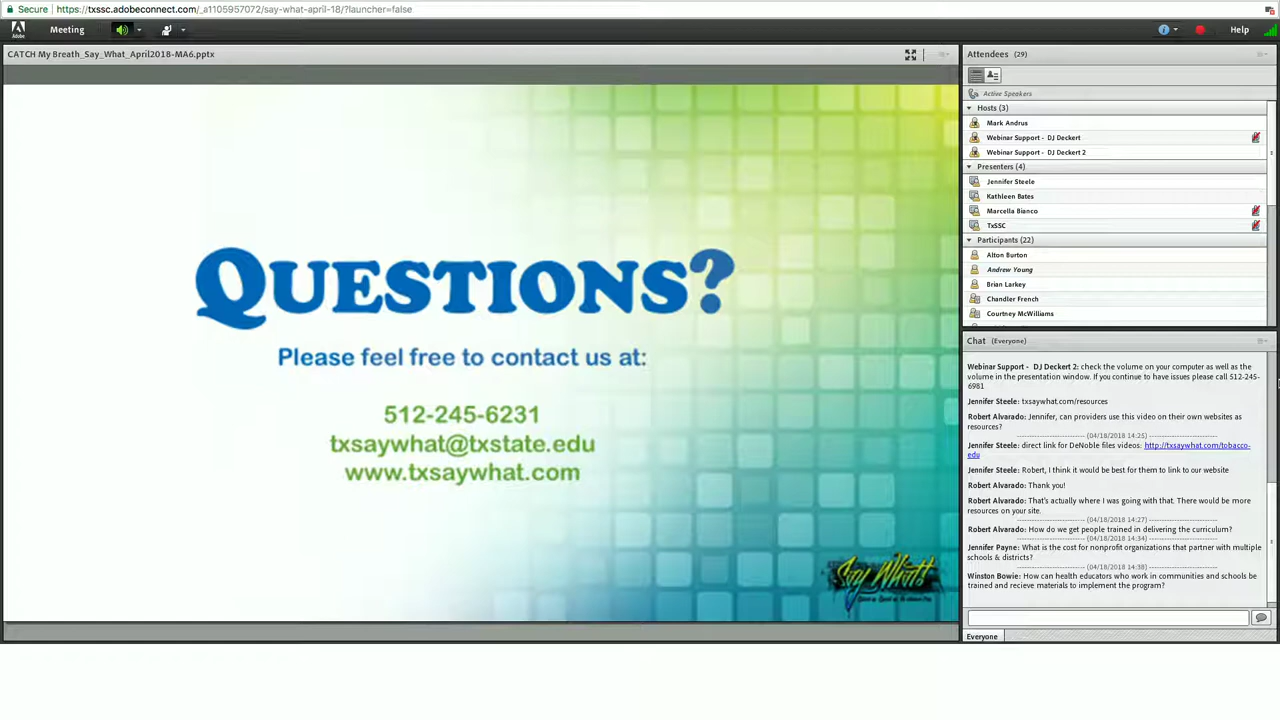 Secure https://txssc.adobeconnect.com/_a1105957072/say-what-april-18/?launcher=false
Adobe
Meeting
Help
CATCH My Breath_Say_What_April2018-MA6.pptx
QUESTIONS?
Please feel free to contact us at:
512-245-6231
txsaywhat@txstate.edu
www.txsaywhat.com
Say What!
Attendees (29)
Active Speakers
Hosts (3)
Mark Andrus
Webinar Support - DJ Deckert
Webinar Support - DJ Deckert 2
Presenters (4)
Jennifer Steele
Kathleen Bates
Marcella Bianco
TxSSC
Participants (22)
Alton Burton
Andrew Young
Brian Larkey
Chandler French
Courtney McWilliams
Chat (Everyone)
Webinar Support - DJ Deckert 2: check the volume on your computer as well as the
volume in the presentation window. If you continue to have issues please call 512-245-
6981
Jennifer Steele: txsaywhat.com/resources
Robert Alvarado: Jennifer, can providers use this video on their own websites as
resources?
(04/18/2018 14:25)
Jennifer Steele: direct link for DeNoble files videos: http://txsaywhat.com/tobacco-
edu
Jennifer Steele: Robert, I think it would be best for them to link to our website
Robert Alvarado: Thank you!
Robert Alvarado: That's actually where I was going with that. There would be more
resources on your site.
(04/18/2018 14:27)
Robert Alvarado: How do we get people trained in delivering the curriculum?
(04/18/2018 14:34)
Jennifer Payne: What is the cost for nonprofit organizations that partner with multiple
schools & districts?
(04/18/2018 14:38)
Winston Bowie: How can health educators who work in communities and schools be
trained and recieve materials to implement the program?
Everyone